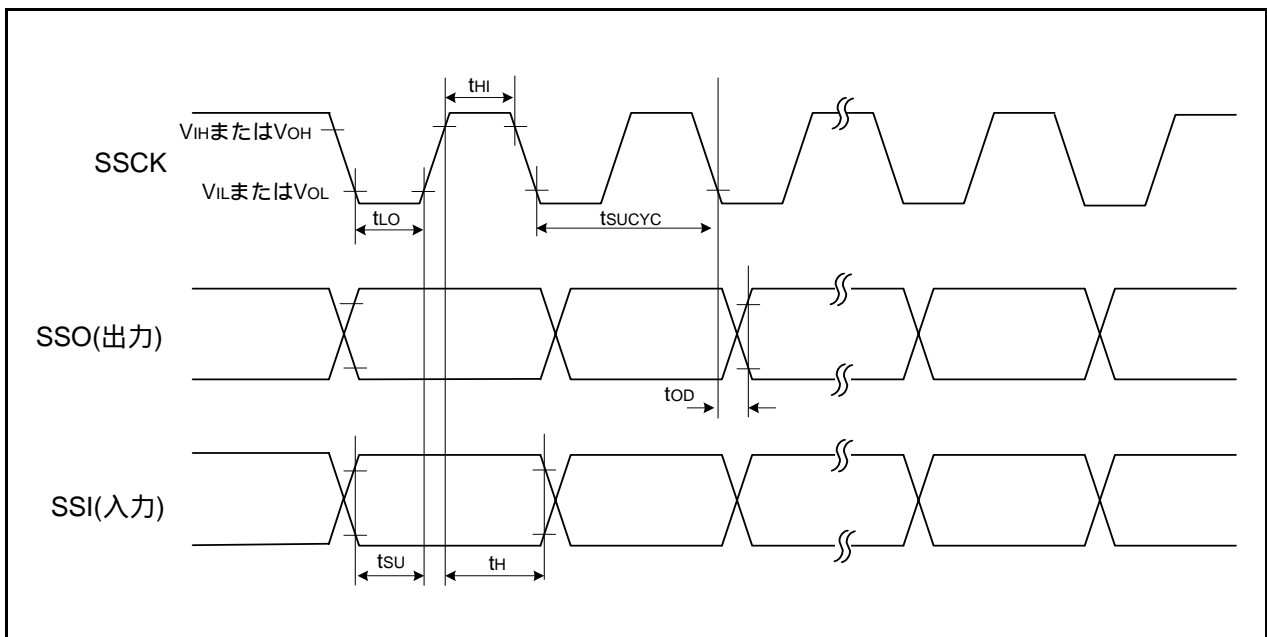 tHI
VIHまたはVOH
SSCK
VILまたはVOL
tLO
tSUCYC
SSO(出力)
tOD
SSI(入力)
tSU
tH